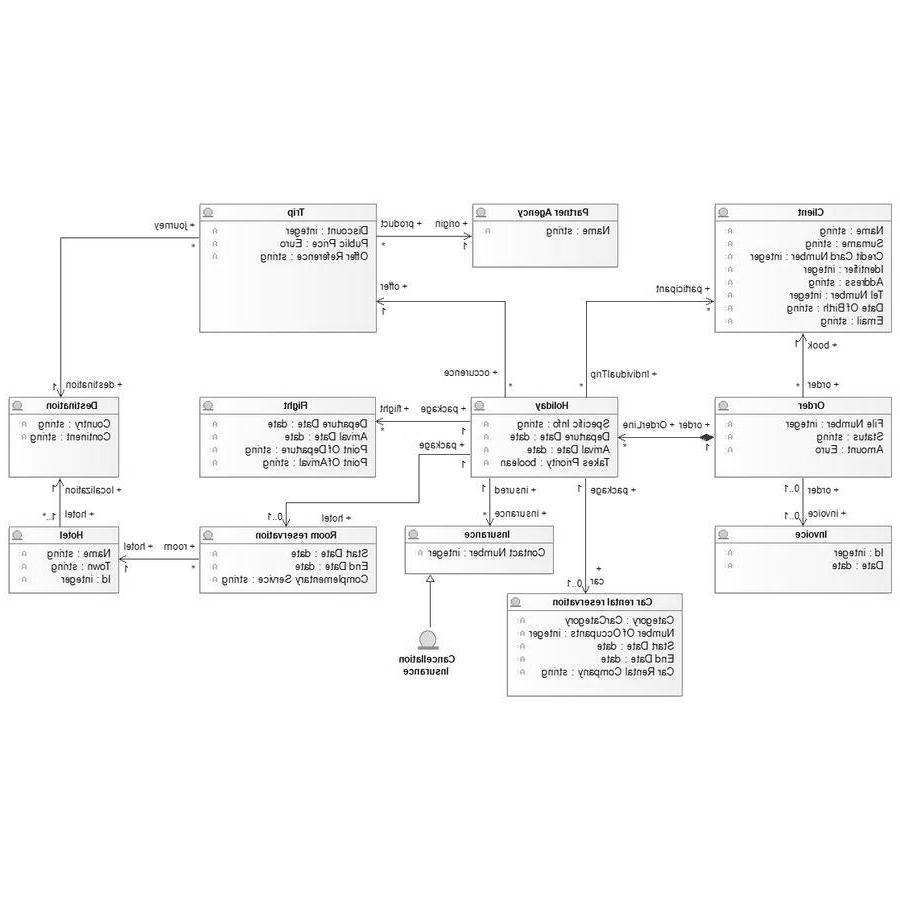 Client
Name : string
Surname : string
Credit Card Number : integer
Identifier : integer
Address : string
Tel Number : integer
Date Of Birth : string
Email : string
Partner Agency
Name : string
Trip
Discount : integer
Public Price : Euro
Offer Reference : string
+ origin
1
+ product
*
+ journey
*
+ participant
*
+ offer
1
+ book
1
+ order
*
+ IndividualTrip
*
+ occurence
*
+ destination
1
Order
File Number : integer
Status : string
Amount : Euro
+ order
1
+ OrderLine
*
Holiday
Specific Info : string
Departure Date : date
Arrival Date : date
Takes Priority : boolean
+ package
1
+ flight
*
+ package
1
Flight
Departure Date : date
Arrival Date : date
Point Of Departure : string
Point Of Arrival : string
Destination
Country : string
Continent : string
+ order
0..1
+ invoice
0..1
+ package
1
+ insured
1
+ insurance
*
+ hotel
0..1
+ localization
1
+ hotel
1..*
Invoice
Id : integer
Date : date
Insurance
Contact Number : integer
Room reservation
Start Date : date
End Date : date
Complementary Service : string
+ room
*
+ hotel
1
Hotel
Name : string
Town : string
Id : integer
+
car
0..1
Car rental reservation
Category : CarCategory
Number Of Occupants : integer
Start Date : date
End Date : date
Car Rental Company : string
Cancellation
Insurance